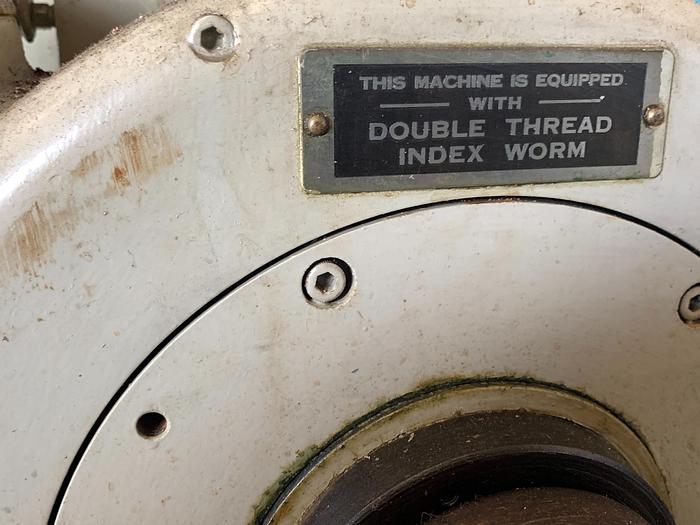 THIS MACHINE IS EQUIPPED
WITH
DOUBLE THREAD
INDEX WORM